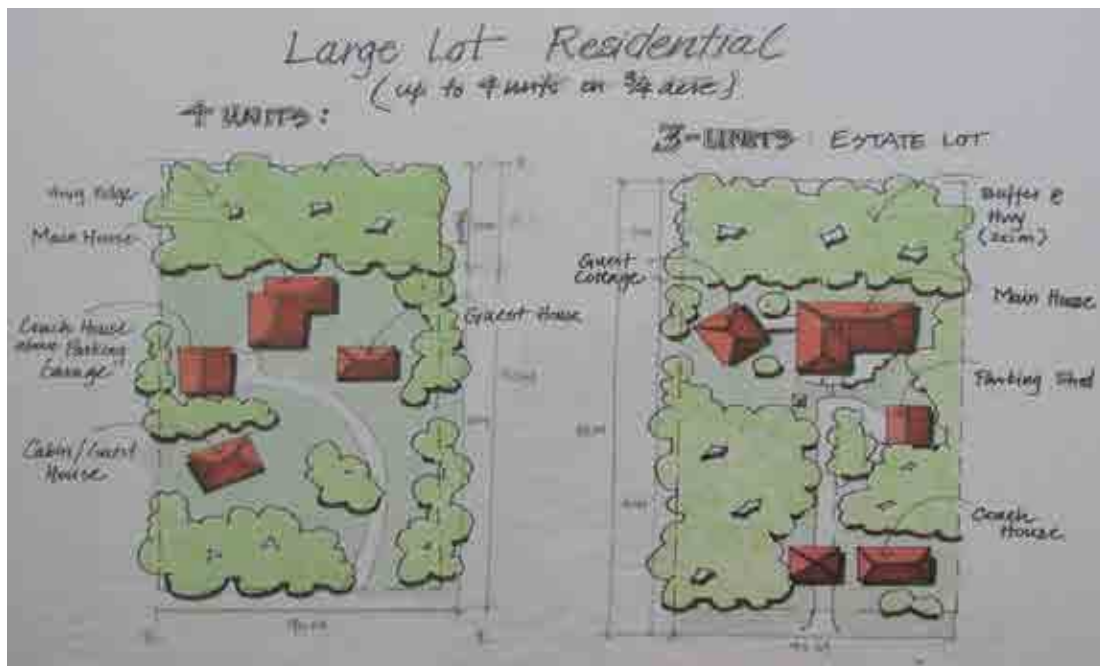 Large Lot Residential
(up to 4 units on 3/4 acre)
4 UNITS:
Hwy Edge
Main House
Coach House
above Parking
Garage
Cabin/Guest
House
Guest House
3-UNITS: ESTATE LOT
Guest
Cottage
Buffer @
Hwy
Main House
Parking Shed
Coach
House